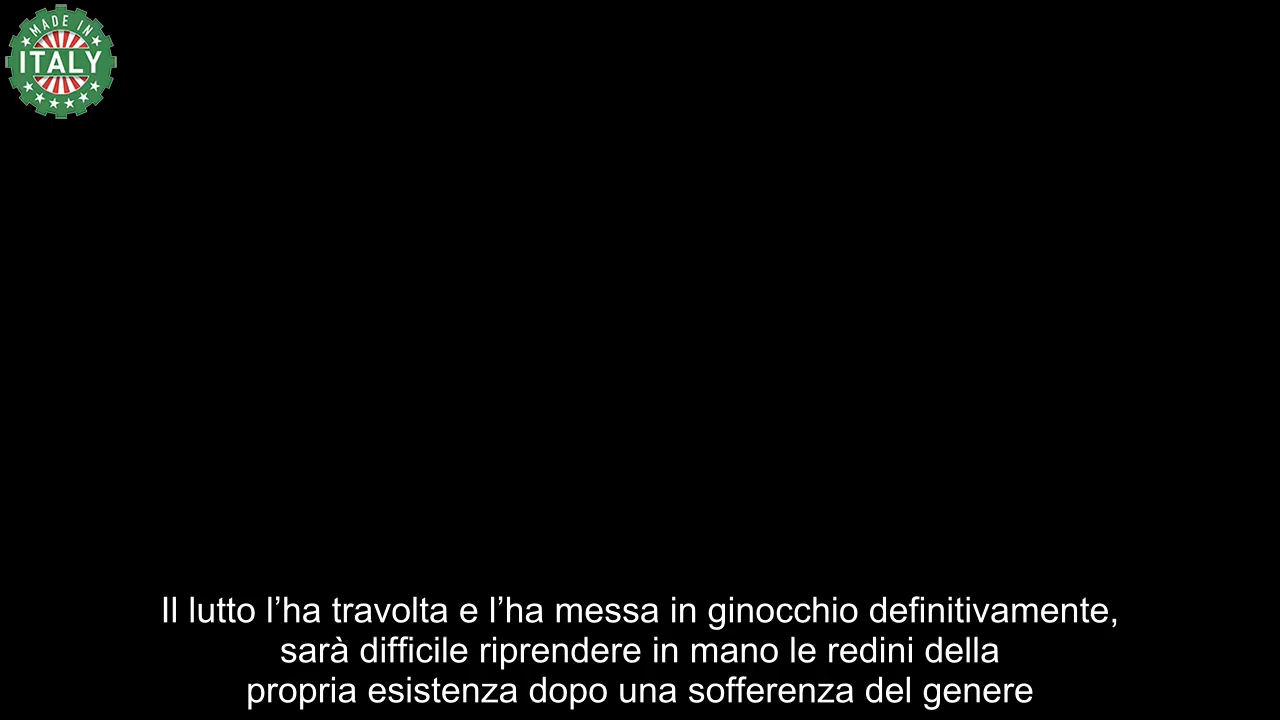 MADE IN
ITALY
Il lutto l’ha travolta e l’ha messa in ginocchio definitivamente,
sarà difficile riprendere in mano le redini della
propria esistenza dopo una sofferenza del genere